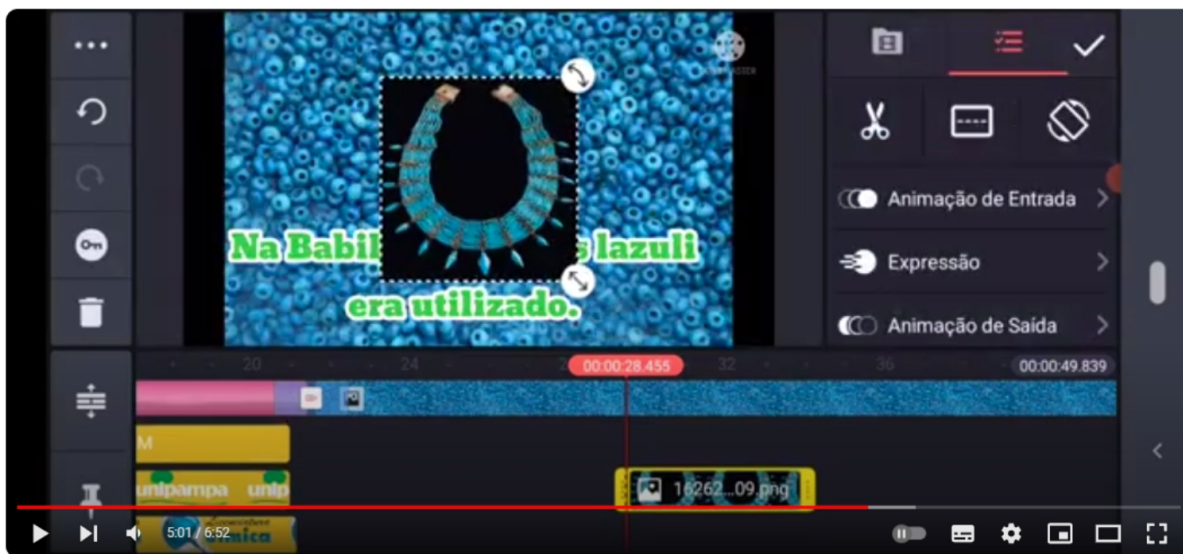 Animação de Entrada
Na Babil s lazuli
Expressão
era utilizado.
Animação de Saída
20
24
00:00:28.455
32
36
00:00:49.839
M
unipampa unip
16262...09.png
5:01 / 6:52